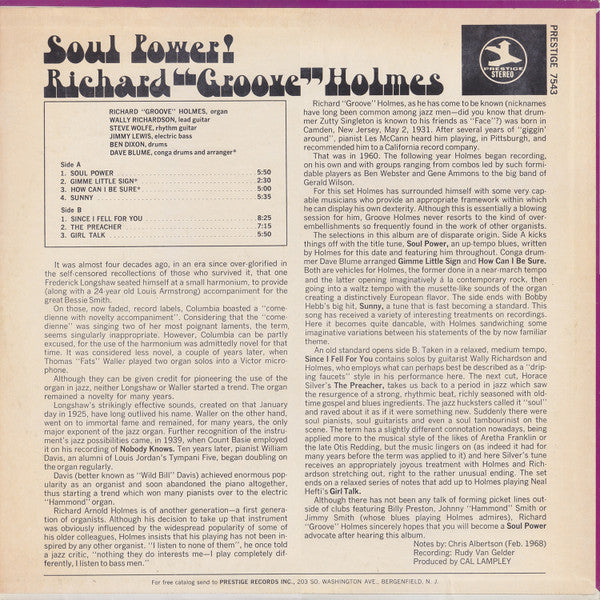 Soul Power!
Richard "Groove" Holmes
PRESTIGE
STEREO
PRESTIGE 7543
RICHARD "GROOVE" HOLMES, organ
WALLY RICHARDSON, lead guitar
STEVE WOLFE, rhythm guitar
JIMMY LEWIS, electric bass
BEN DIXON, drums
DAVE BLUME, conga drums and arranger*
Side A
1. SOUL POWER 5:50
2. GIMME LITTLE SIGN* 2:30
3. HOW CAN I BE SURE* 5:00
4. SUNNY 5:35
Side B
1. SINCE I FELL FOR YOU 8:25
2. THE PREACHER 7:15
3. GIRL TALK 5:50
It was almost four decades ago, in an era since over-glorified in
the self-censored recollections of those who survived it, that one
Frederick Longshaw seated himself at a small harmonium, to provide
(along with a 24-year old Louis Armstrong) accompaniment for the
great Bessie Smith.
On those, now faded, record labels, Columbia boasted a "come-
dienne with novelty accompaniment". Considering that the "come-
dienne" was singing two of her most poignant laments, the term
seems singularly inappropriate. However, Columbia can be partly
excused, for the use of the harmonium was admittedly novel for that
time. It was considered less novel, a couple of years later, when
Thomas "Fats" Waller played two organ solos into a Victor micro-
phone.
Although they can be given credit for pioneering the use of the
organ in jazz, neither Longshaw or Waller started a trend. The organ
remained a novelty for many years.
Longshaw's strikingly effective sounds, created on that January
day in 1925, have long outlived his name. Waller on the other hand,
went on to immortal fame and remained, for many years, the only
major exponent of the jazz organ. Further recognition of the instru-
ment's jazz possibilities came, in 1939, when Count Basie employed
it on his recording of Nobody Knows. Ten years later, pianist William
Davis, an alumni of Louis Jordan's Tympani Five, began doubling on
the organ regularly.
Davis (better known as "Wild Bill" Davis) achieved enormous pop-
ularity as an organist and soon abandoned the piano altogether,
thus starting a trend which won many pianists over to the electric
"Hammond" organ.
Richard Arnold Holmes is of another generation—a first genera-
tion of organists. Although his decision to take up that instrument
was obviously influenced by the widespread popularity of some of
his older colleagues, Holmes insists that his playing has not been in-
spired by any other organist. "I listen to none of them", he once told
a jazz critic, "nothing they do interests me—I play completely differ-
ently, I listen to bass men."
Richard "Groove" Holmes, as he has come to be known (nicknames
have long been common among jazz men—did you know that drum-
mer Zutty Singleton is known to his friends as "Face"?) was born in
Camden, New Jersey, May 2, 1931. After several years of "giggin'
around", pianist Les McCann heard him playing, in Pittsburgh, and
recommended him to a California record company.
That was in 1960. The following year Holmes began recording,
on his own and with groups ranging from combos led by such formi-
dable players as Ben Webster and Gene Ammons to the big band of
Gerald Wilson.
For this set Holmes has surrounded himself with some very cap-
able musicians who provide an appropriate framework within which
he can display his own dexterity. Although this is essentially a blowing
session for him, Groove Holmes never resorts to the kind of over-
embellishments so frequently found in the work of other organists.
The selections in this album are of disparate origin. Side A kicks
things off with the title tune, Soul Power, an up-tempo blues, written
by Holmes for this date and featuring him throughout. Conga drum-
mer Dave Blume arranged Gimme Little Sign and How Can I Be Sure.
Both are vehicles for Holmes, the former done in a near-march tempo
and the latter opening imaginatively á la contemporary rock, then
going into a waltz tempo with the musette-like sounds of the organ
creating a distinctively European flavor. The side ends with Bobby
Hebb's big hit, Sunny, a tune that is fast becoming a standard. This
song has received a variety of interesting treatments on recordings.
Here it becomes quite dancable, with Holmes sandwiching some
imaginative variations between his statements of the by now familiar
theme.
An old standard opens side B. Taken in a relaxed, medium tempo,
Since I Fell For You contains solos by guitarist Wally Richardson and
Holmes, who employs what can perhaps best be described as a "drip-
ing faucets" style in his performance here. The next cut, Horace
Silver's The Preacher, takes us back to a period in jazz which saw
the resurgence of a strong, rhythmic beat, richly seasoned with old-
time gospel and blues ingredients. The jazz hucksters called it "soul"
and raved about it as if it were something new. Suddenly there were
soul pianists, soul guitarists and even a soul tambourinist on the
scene. The term has a slightly different connotation nowadays, being
applied more to the musical style of the likes of Aretha Franklin or
the late Otis Redding, but the music lingers on (as indeed it had for
many years before the term was applied to it) and here Silver's tune
receives an appropriately joyous treatment with Holmes and Rich-
ardson stretching out, right to the rather unusual ending. The set
ends on a relaxed series of notes that add up to Holmes playing Neal
Hefti's Girl Talk.
Although there has not been any talk of forming picket lines out-
side of clubs featuring Billy Preston, Johnny "Hammond" Smith or
Jimmy Smith (whose blues playing Holmes admires), Richard
"Groove" Holmes sincerely hopes that you will become a Soul Power
advocate after hearing this album.
Notes by: Chris Albertson (Feb. 1968)
Recording: Rudy Van Gelder
Produced by CAL LAMPLEY
For free catalog send to PRESTIGE RECORDS INC., 203 SO. WASHINGTON AVE., BERGENFIELD, N. J.